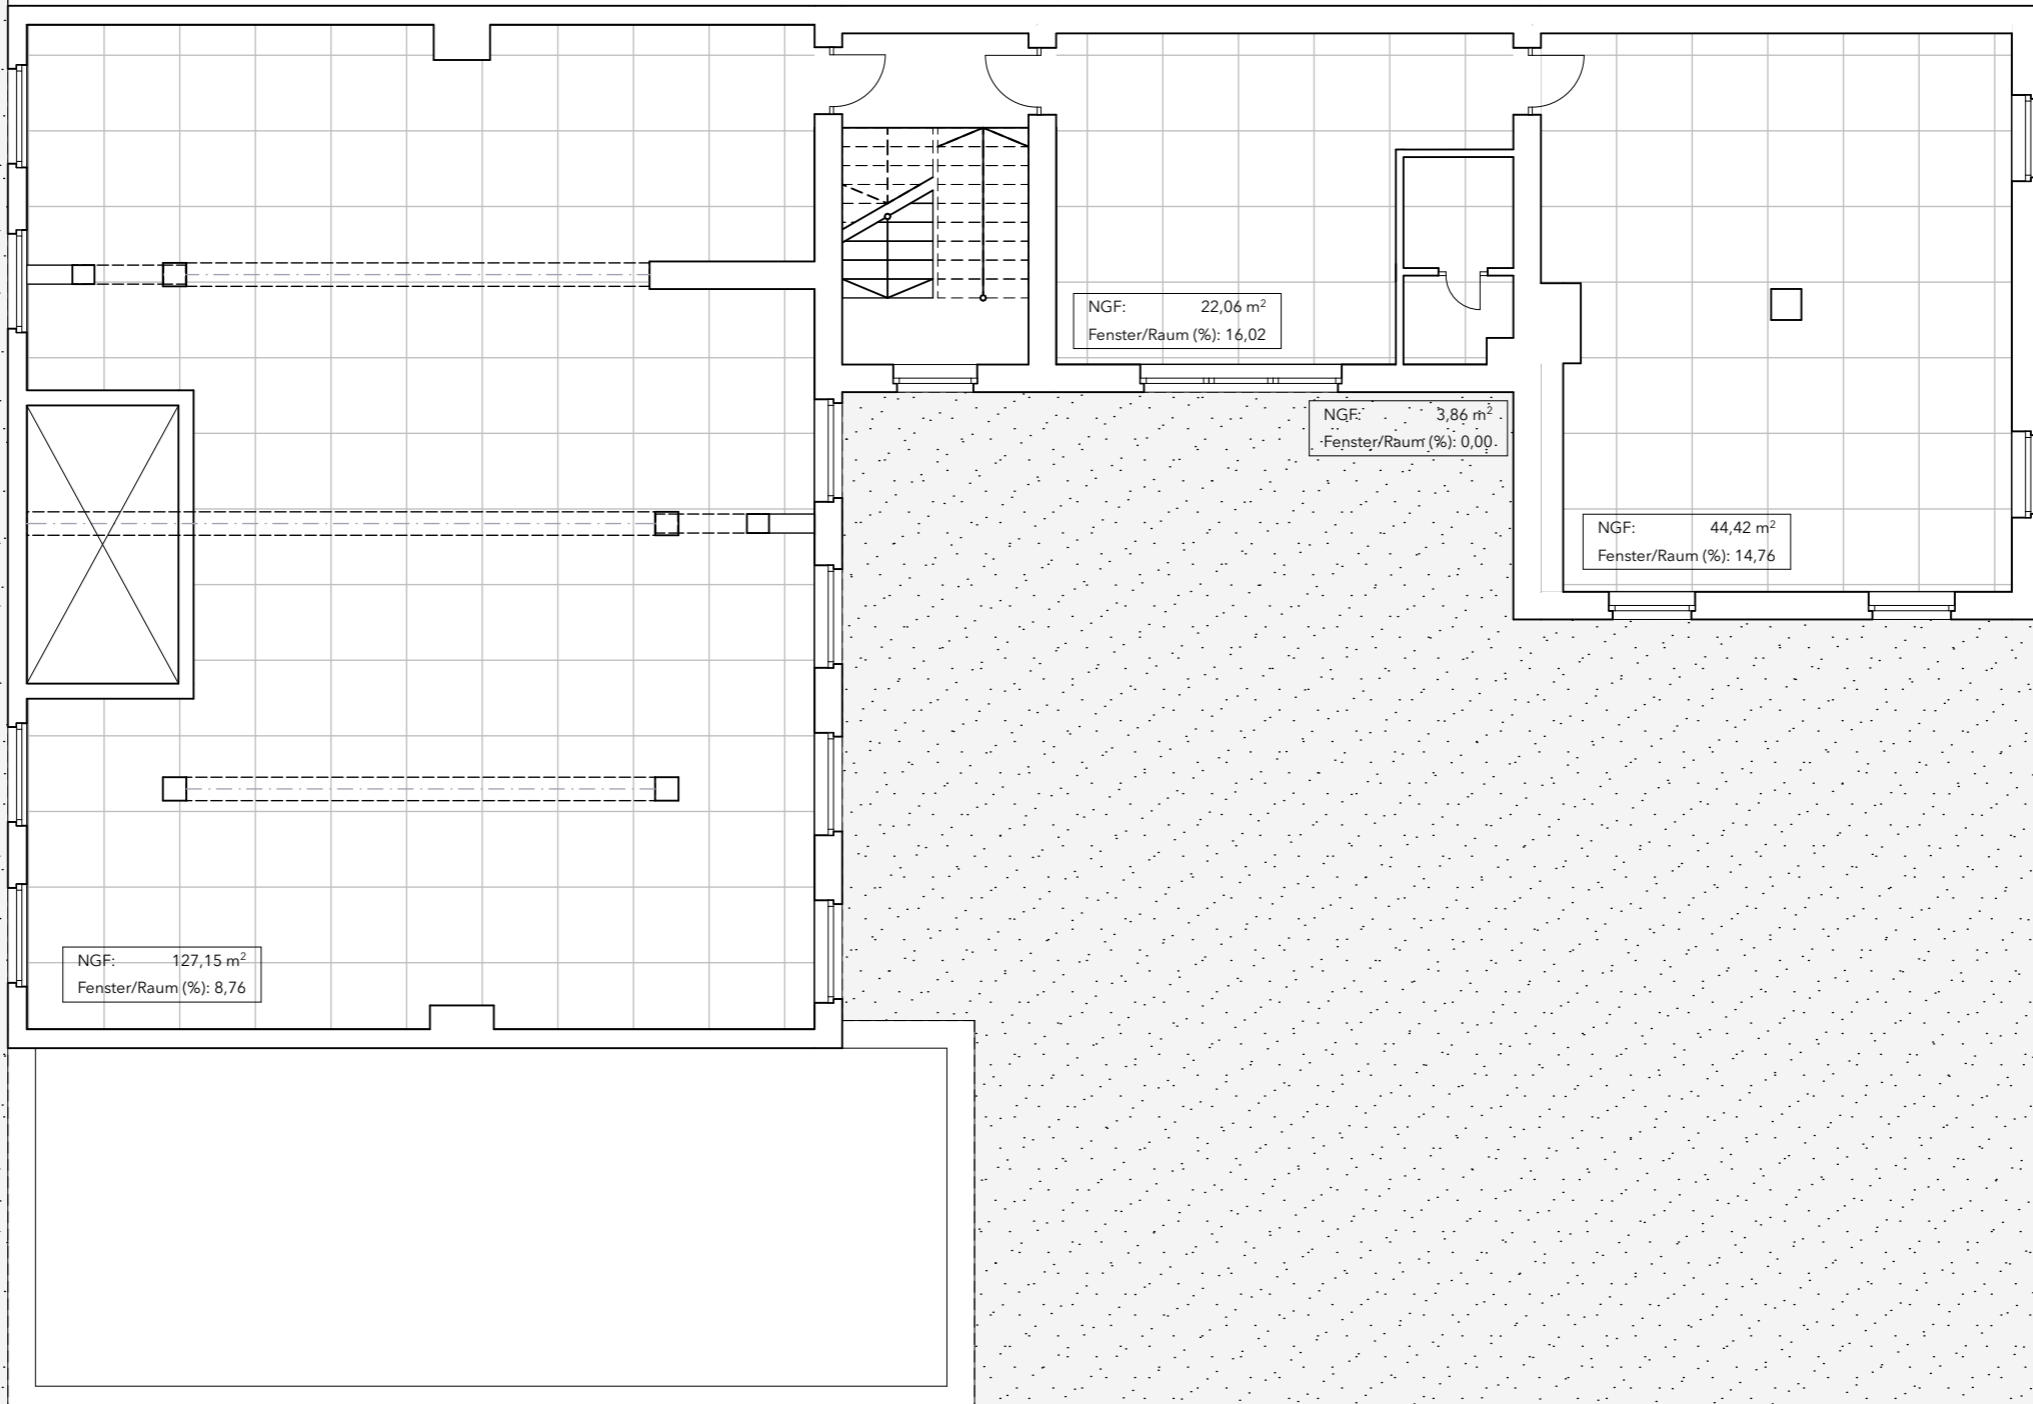 NGF: 22,06 m²
Fenster/Raum (%): 16,02
NGF: 3,86 m²
Fenster/Raum (%): 0,00
NGF: 44,42 m²
Fenster/Raum (%): 14,76
NGF: 127,15 m²
Fenster/Raum (%): 8,76